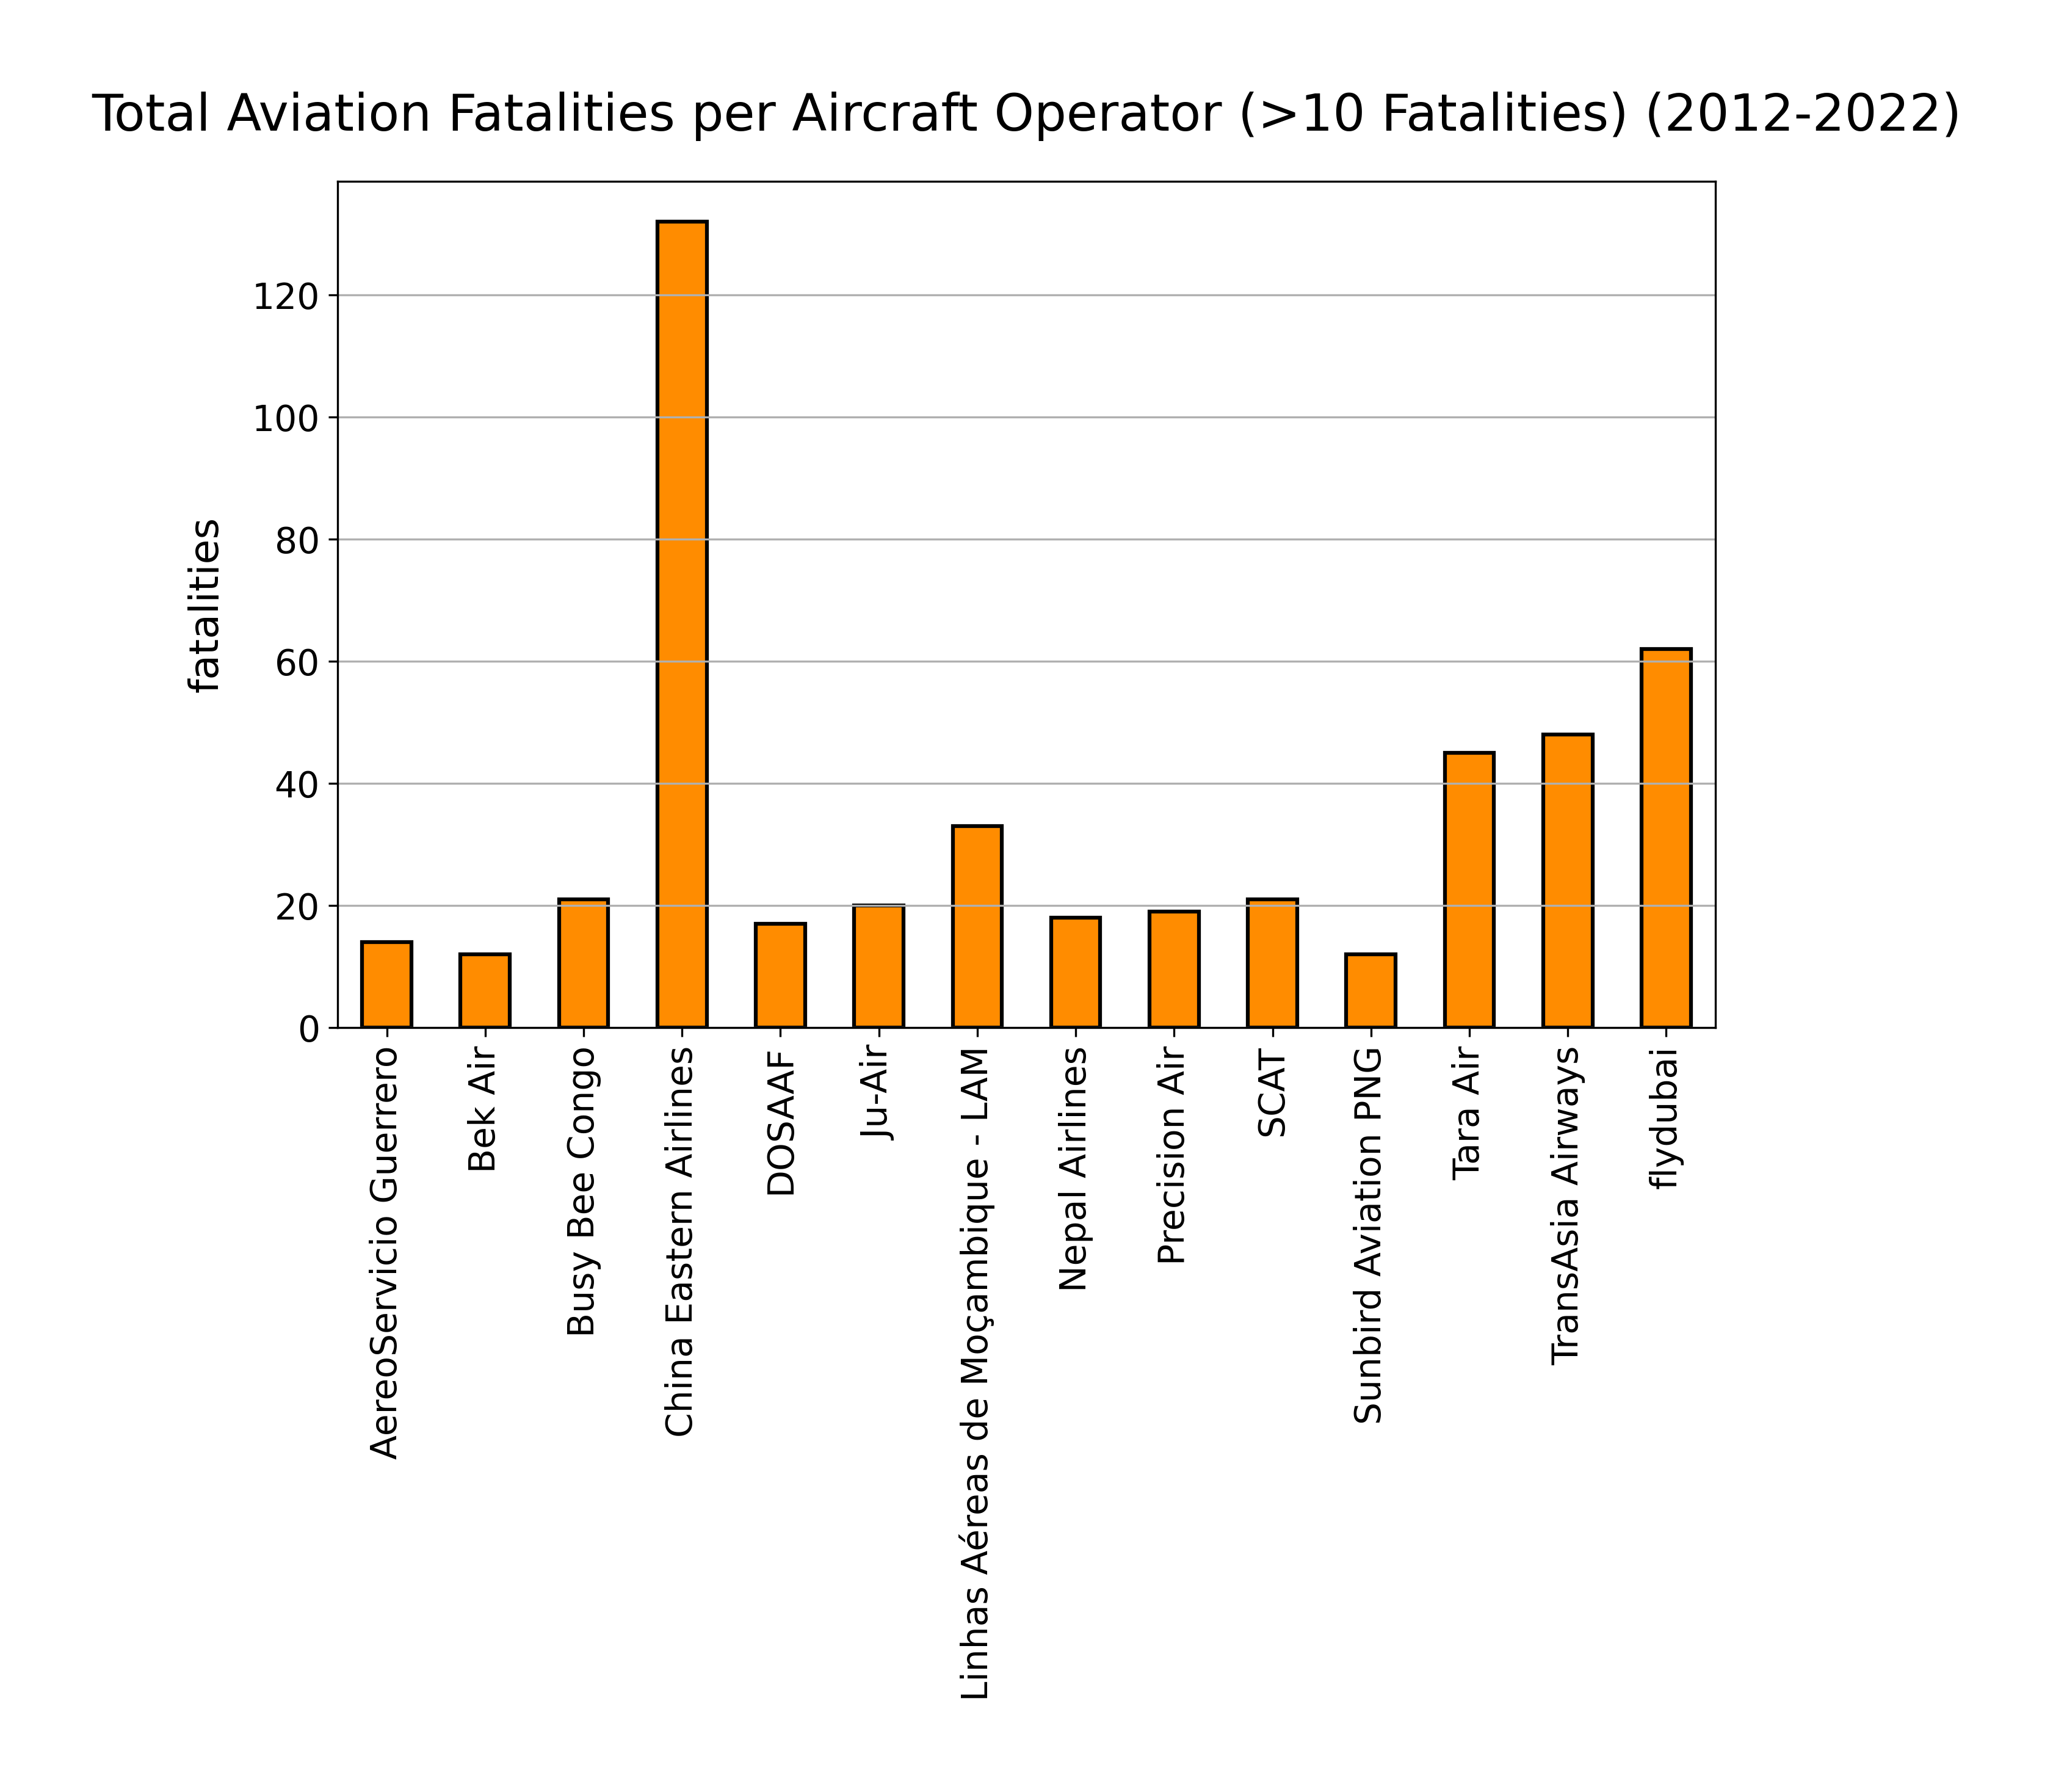 Total Aviation Fatalities per Aircraft Operator (>10 Fatalities) (2012-2022)
fatalities
120
100
80
60
40
20
0
AereoServicio Guerrero
Bek Air
Busy Bee Congo
China Eastern Airlines
DOSAAF
Ju-Air
Linhas Aéreas de Moçambique - LAM
Nepal Airlines
Precision Air
SCAT
Sunbird Aviation PNG
Tara Air
TransAsia Airways
flydubai